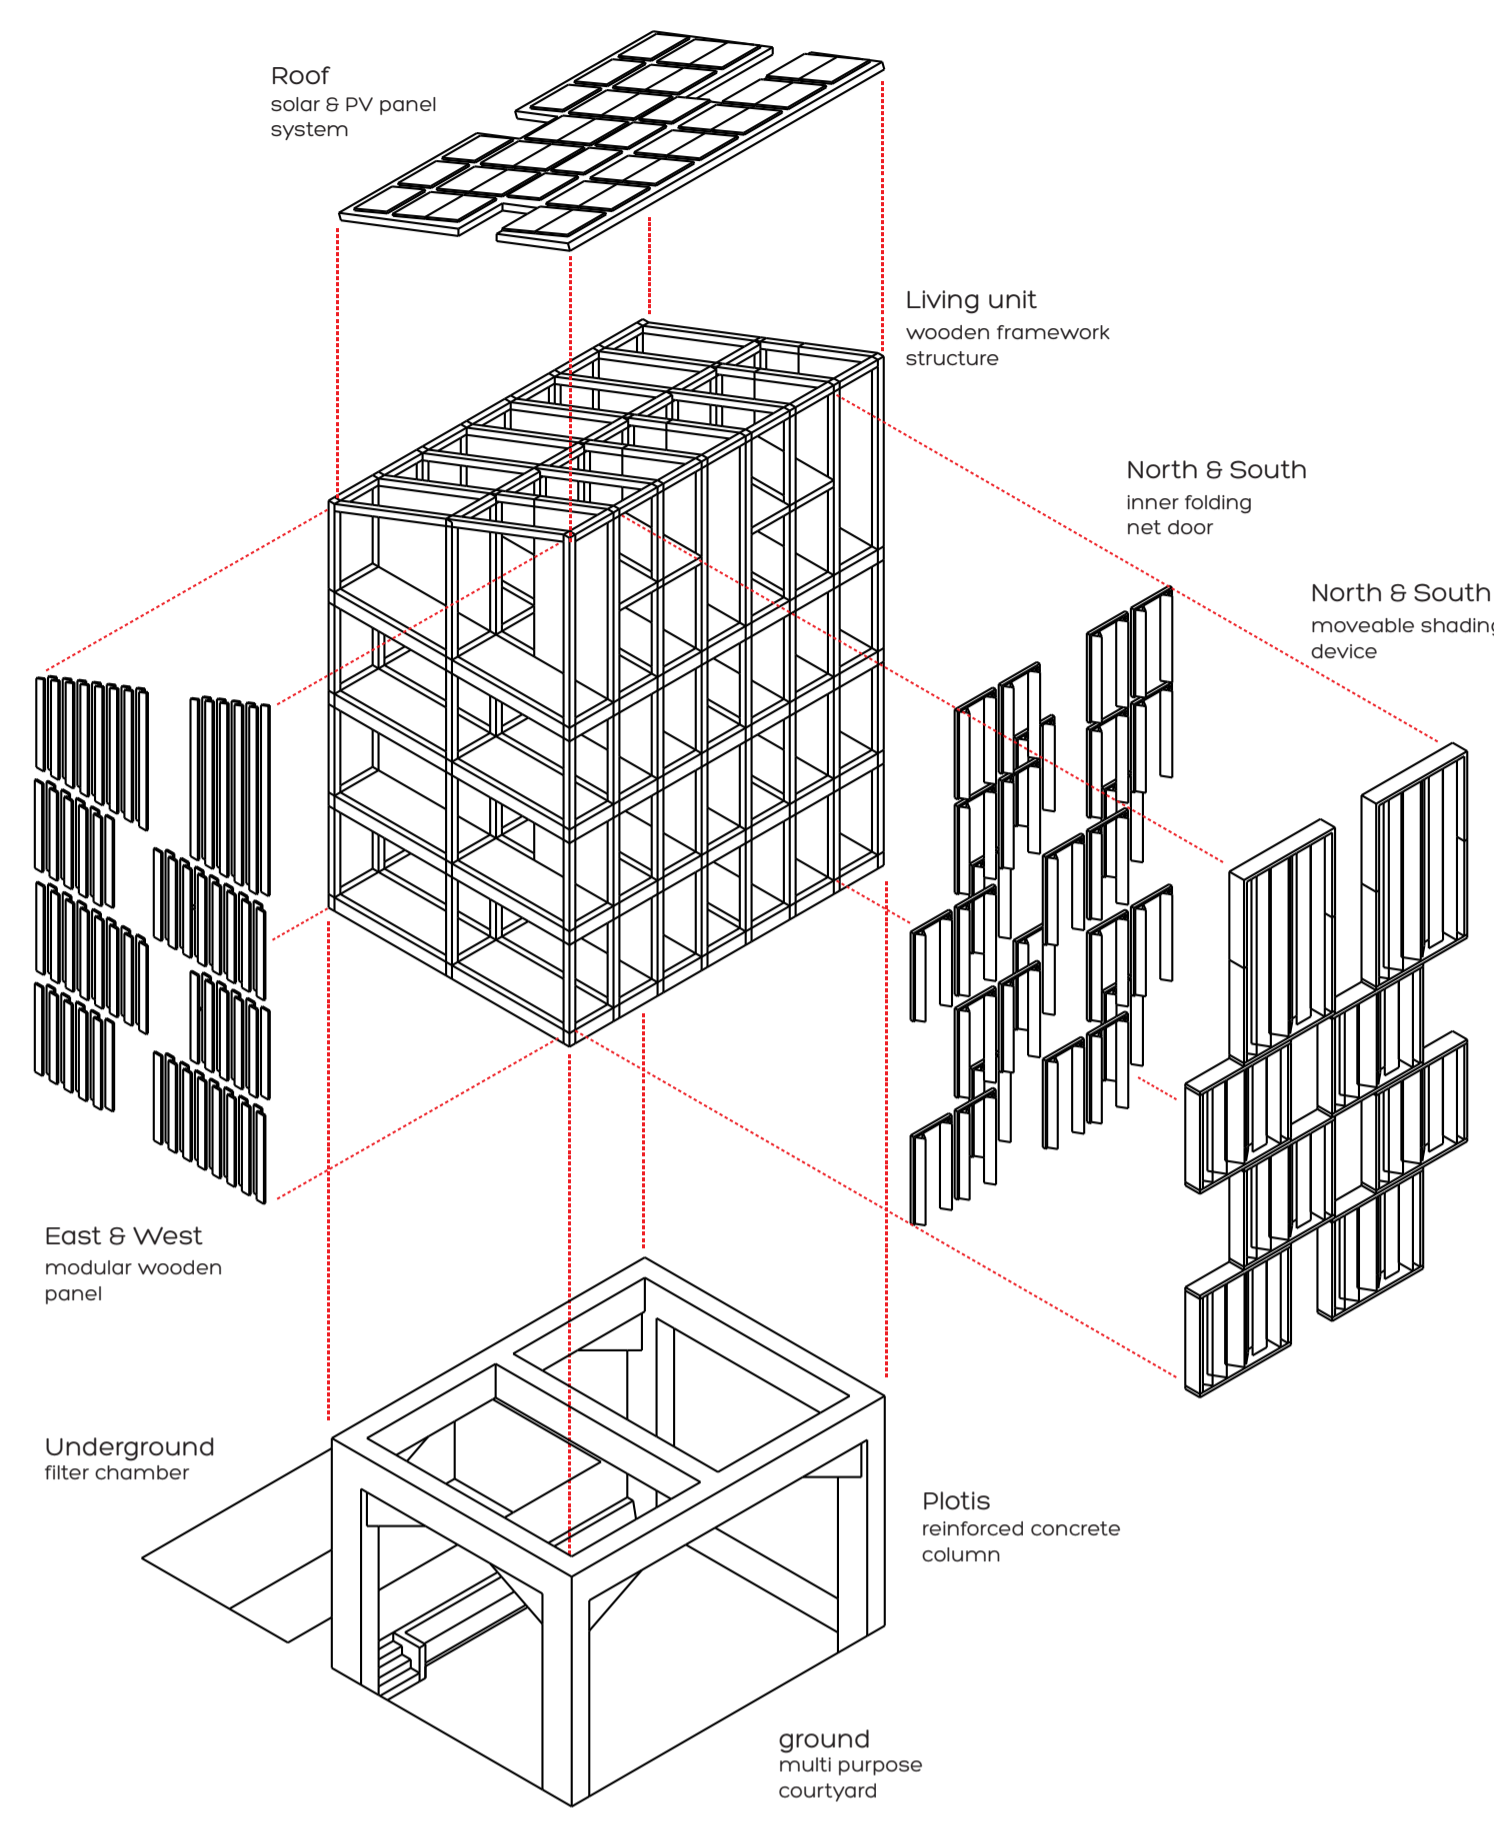 Roof
solar & PV panel
system
Living unit
wooden framework
structure
North & South
inner folding
net door
North & South
moveable shading
device
East & West
modular wooden
panel
Underground
filter chamber
Plotis
reinforced concrete
column
ground
multi purpose
courtyard